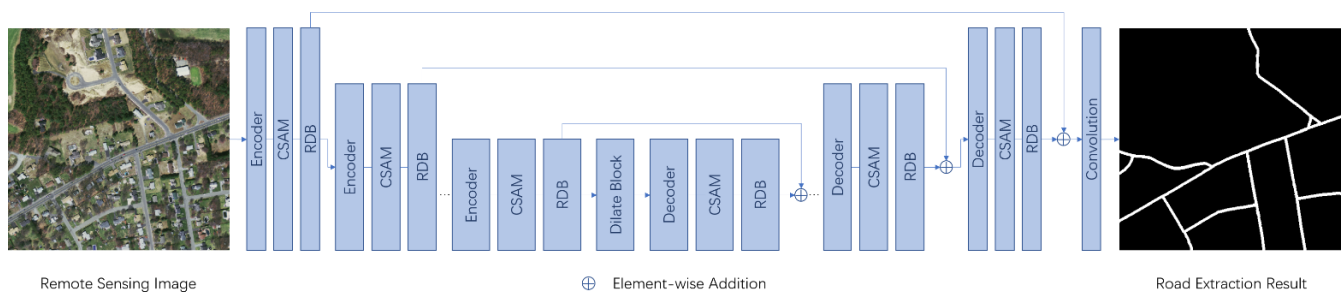 Encoder
CSAM
RDB
Encoder
CSAM
RDB
...
Encoder
CSAM
RDB
Dilate Block
Decoder
CSAM
RDB
...
Decoder
CSAM
RDB
Decoder
CSAM
RDB
Convolution
Remote Sensing Image
⊕ Element-wise Addition
Road Extraction Result